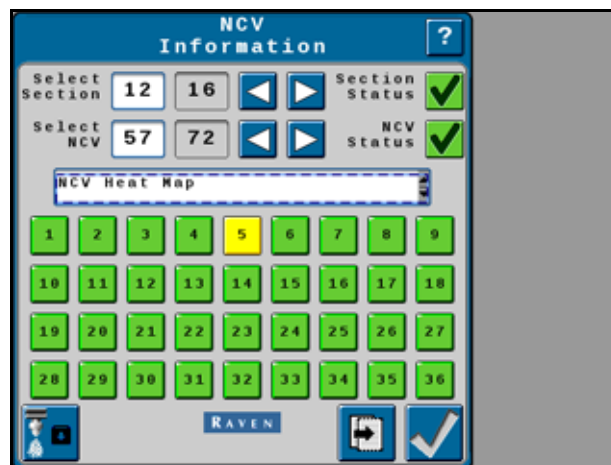 NCV
Information
?
Select
Section
12
16
Section
Status
Select
NCV
57
72
NCV
Status
NCV Heat Map
1 2 3 4 5 6 7 8 9
10 11 12 13 14 15 16 17 18
19 20 21 22 23 24 25 26 27
28 29 30 31 32 33 34 35 36
RAVEN